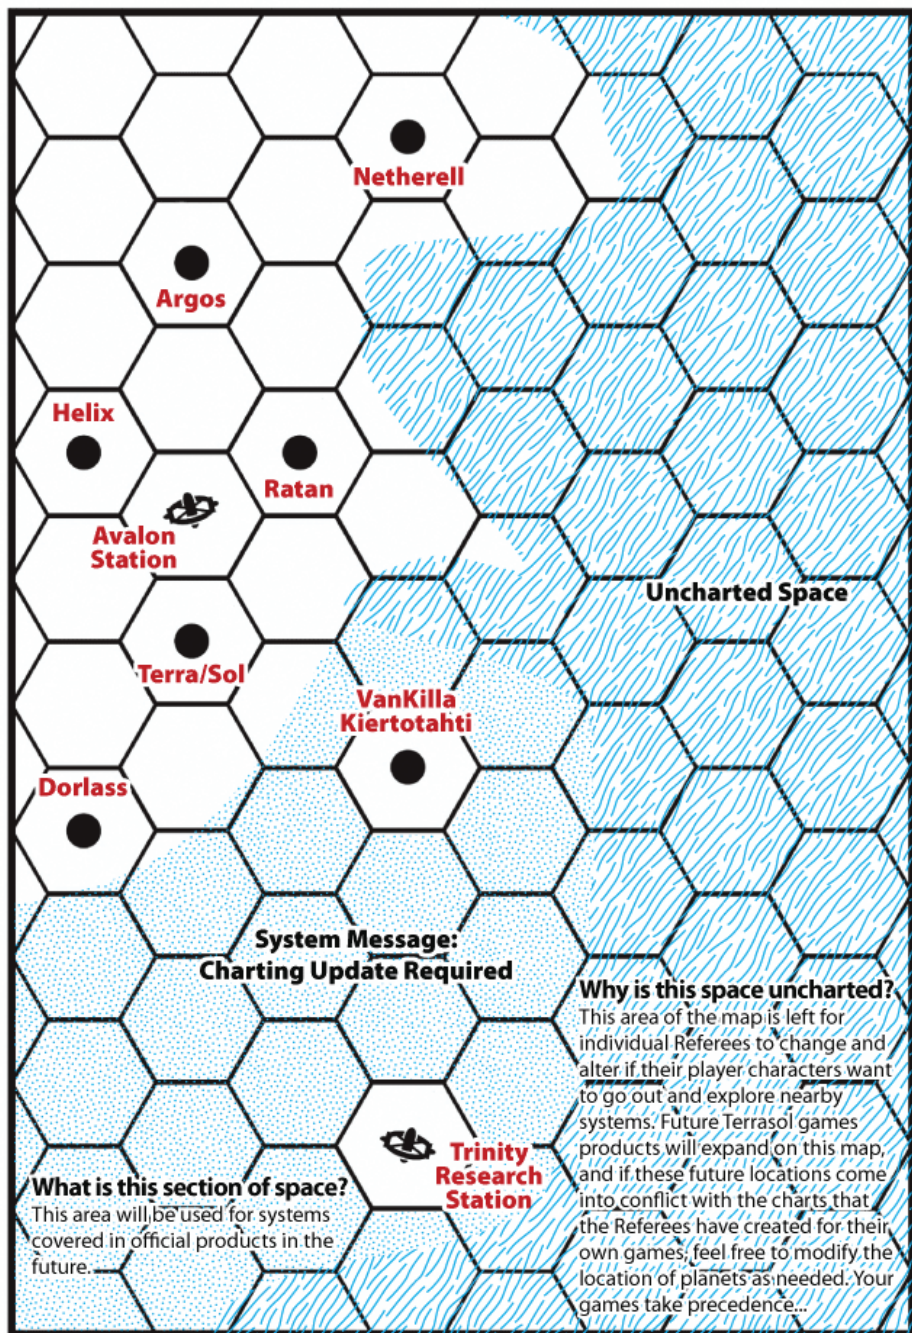 Netherell
Argos
Helix
Ratan
Avalon
Station
Uncharted Space
Terra/Sol
VanKilla
Kiertotahti
Dorlass
System Message:
Charting Update Required
Why is this space uncharted?
This area of the map is left for
individual Referees to change and
alter if their player characters want
to go out and explore nearby
systems. Future Terrasol games
products will expand on this map,
and if these future locations come
into conflict with the charts that
the Referees have created for their
own games, feel free to modify the
location of planets as needed. Your
games take precedence...
Trinity
Research
Station
What is this section of space?
This area will be used for systems
covered in official products in the
future.